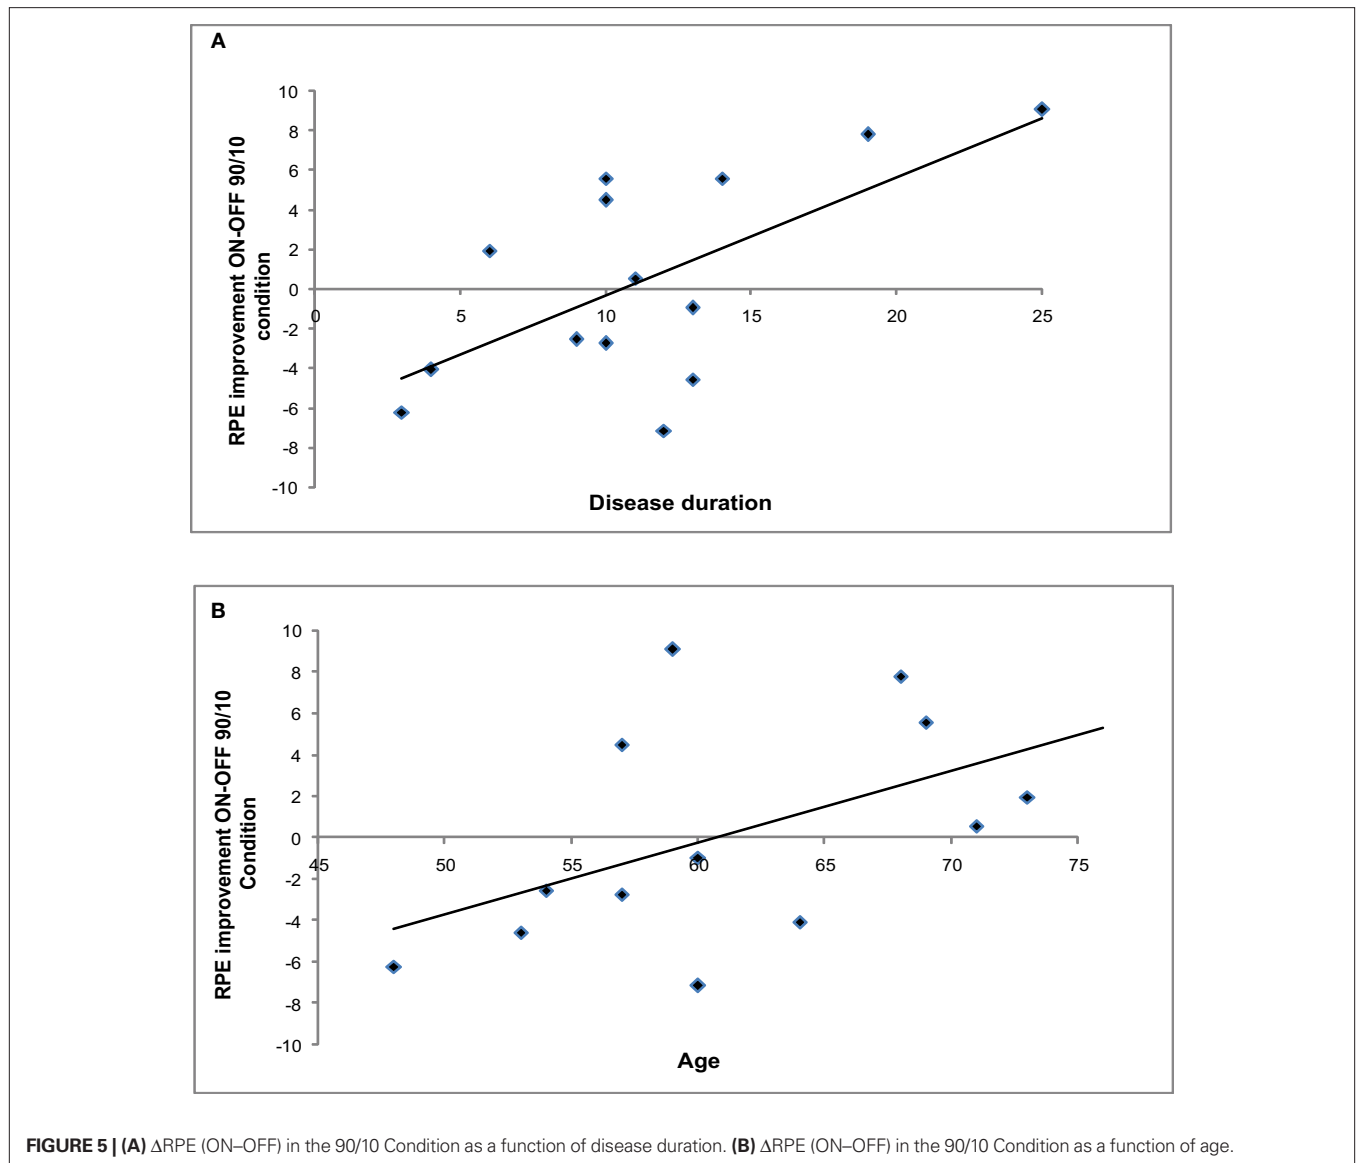 A
10
8
6
4
2
0
-2
-4
-6
-8
-10
0 5 10 15 20 25
RPE improvement ON-OFF 90/10
condition
Disease duration
B
10
8
6
4
2
0
-2
-4
-6
-8
-10
45 50 55 60 65 70 75
RPE improvement ON-OFF 90/10
Condition
Age
FIGURE 5 | (A) ΔRPE (ON–OFF) in the 90/10 Condition as a function of disease duration. (B) ΔRPE (ON–OFF) in the 90/10 Condition as a function of age.